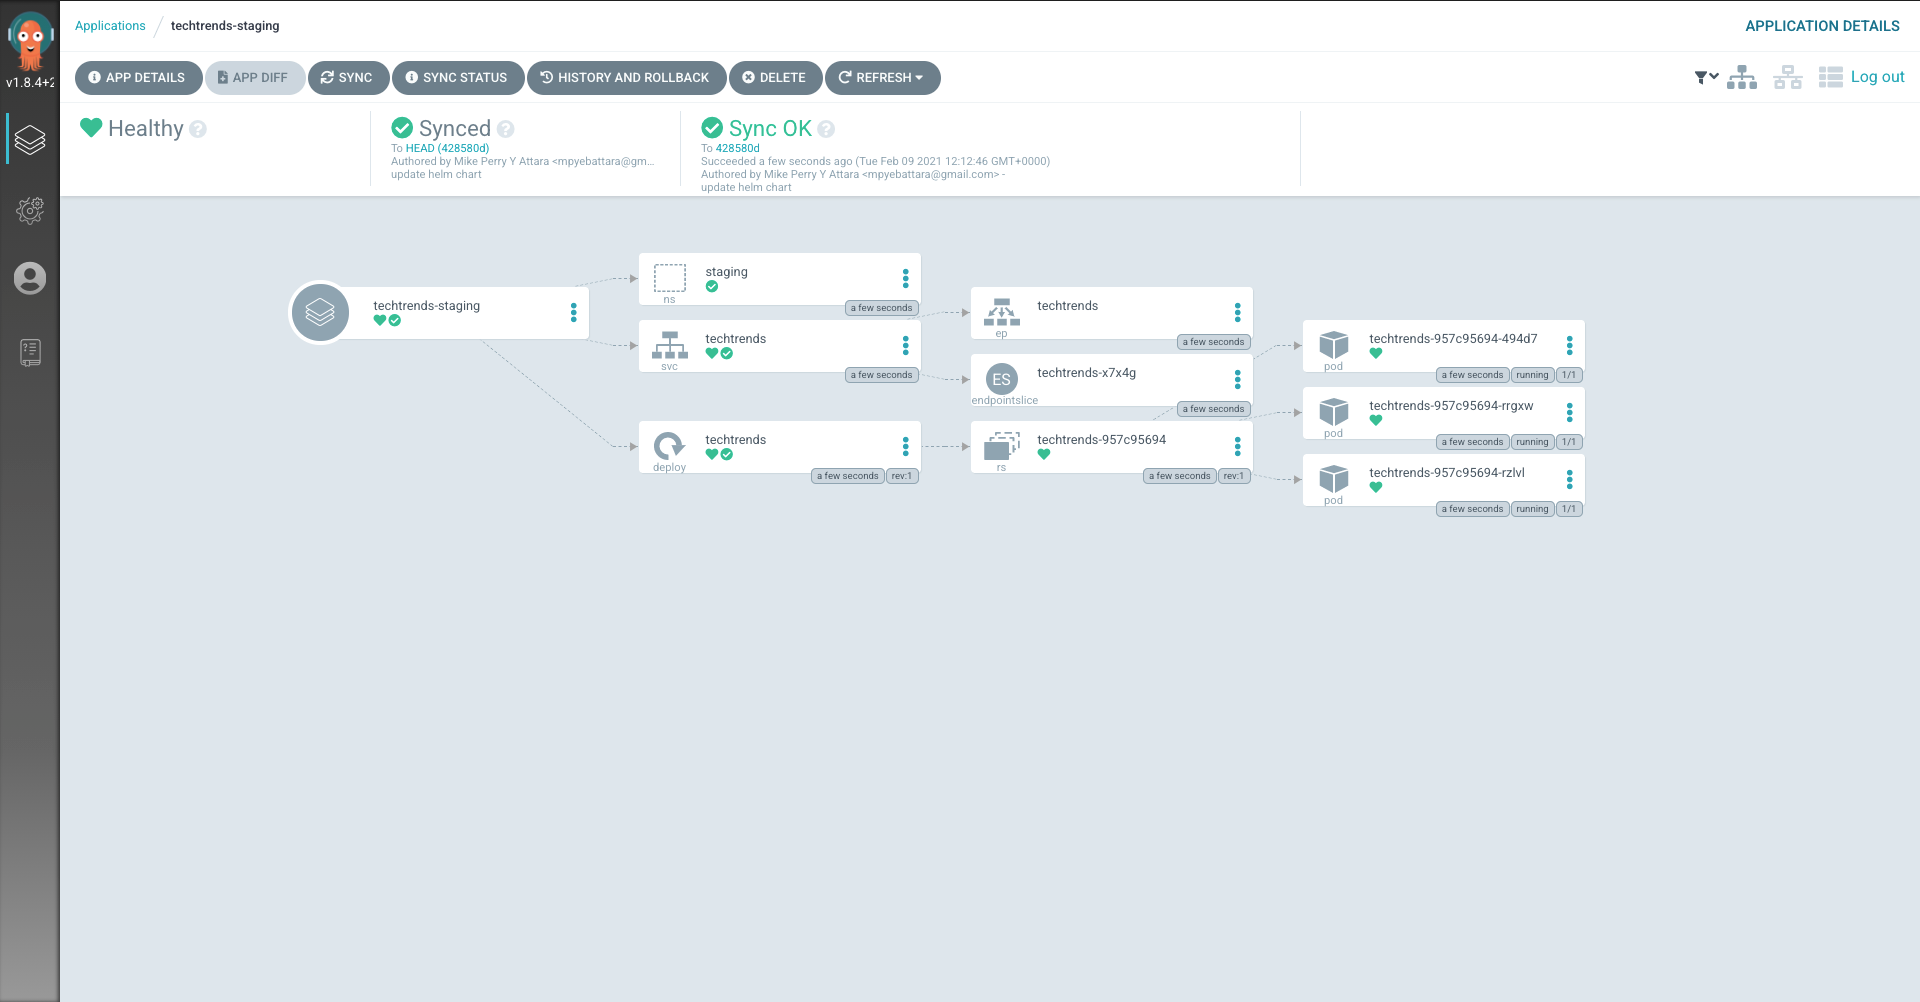 Applications / techtrends-staging
APPLICATION DETAILS
v1.8.4+2
APP DETAILS
APP DIFF
SYNC
SYNC STATUS
HISTORY AND ROLLBACK
DELETE
REFRESH
Log out
Healthy ?
Synced ?
To HEAD (428580d)
Authored by Mike Perry Y Attara <mpyebattara@gm...
update helm chart
Sync OK ?
To 428580d
Succeeded a few seconds ago (Tue Feb 09 2021 12:12:46 GMT+0000)
Authored by Mike Perry Y Attara <mpyebattara@gmail.com> -
update helm chart
techtrends-staging
staging
ns
a few seconds
techtrends
svc
a few seconds
techtrends
deploy
a few seconds
rev:1
techtrends
ep
a few seconds
ES
techtrends-x7x4g
endpointslice
a few seconds
techtrends-957c95694
rs
a few seconds
rev:1
techtrends-957c95694-494d7
pod
a few seconds
running
1/1
techtrends-957c95694-rrgxw
pod
a few seconds
running
1/1
techtrends-957c95694-rzlvl
pod
a few seconds
running
1/1